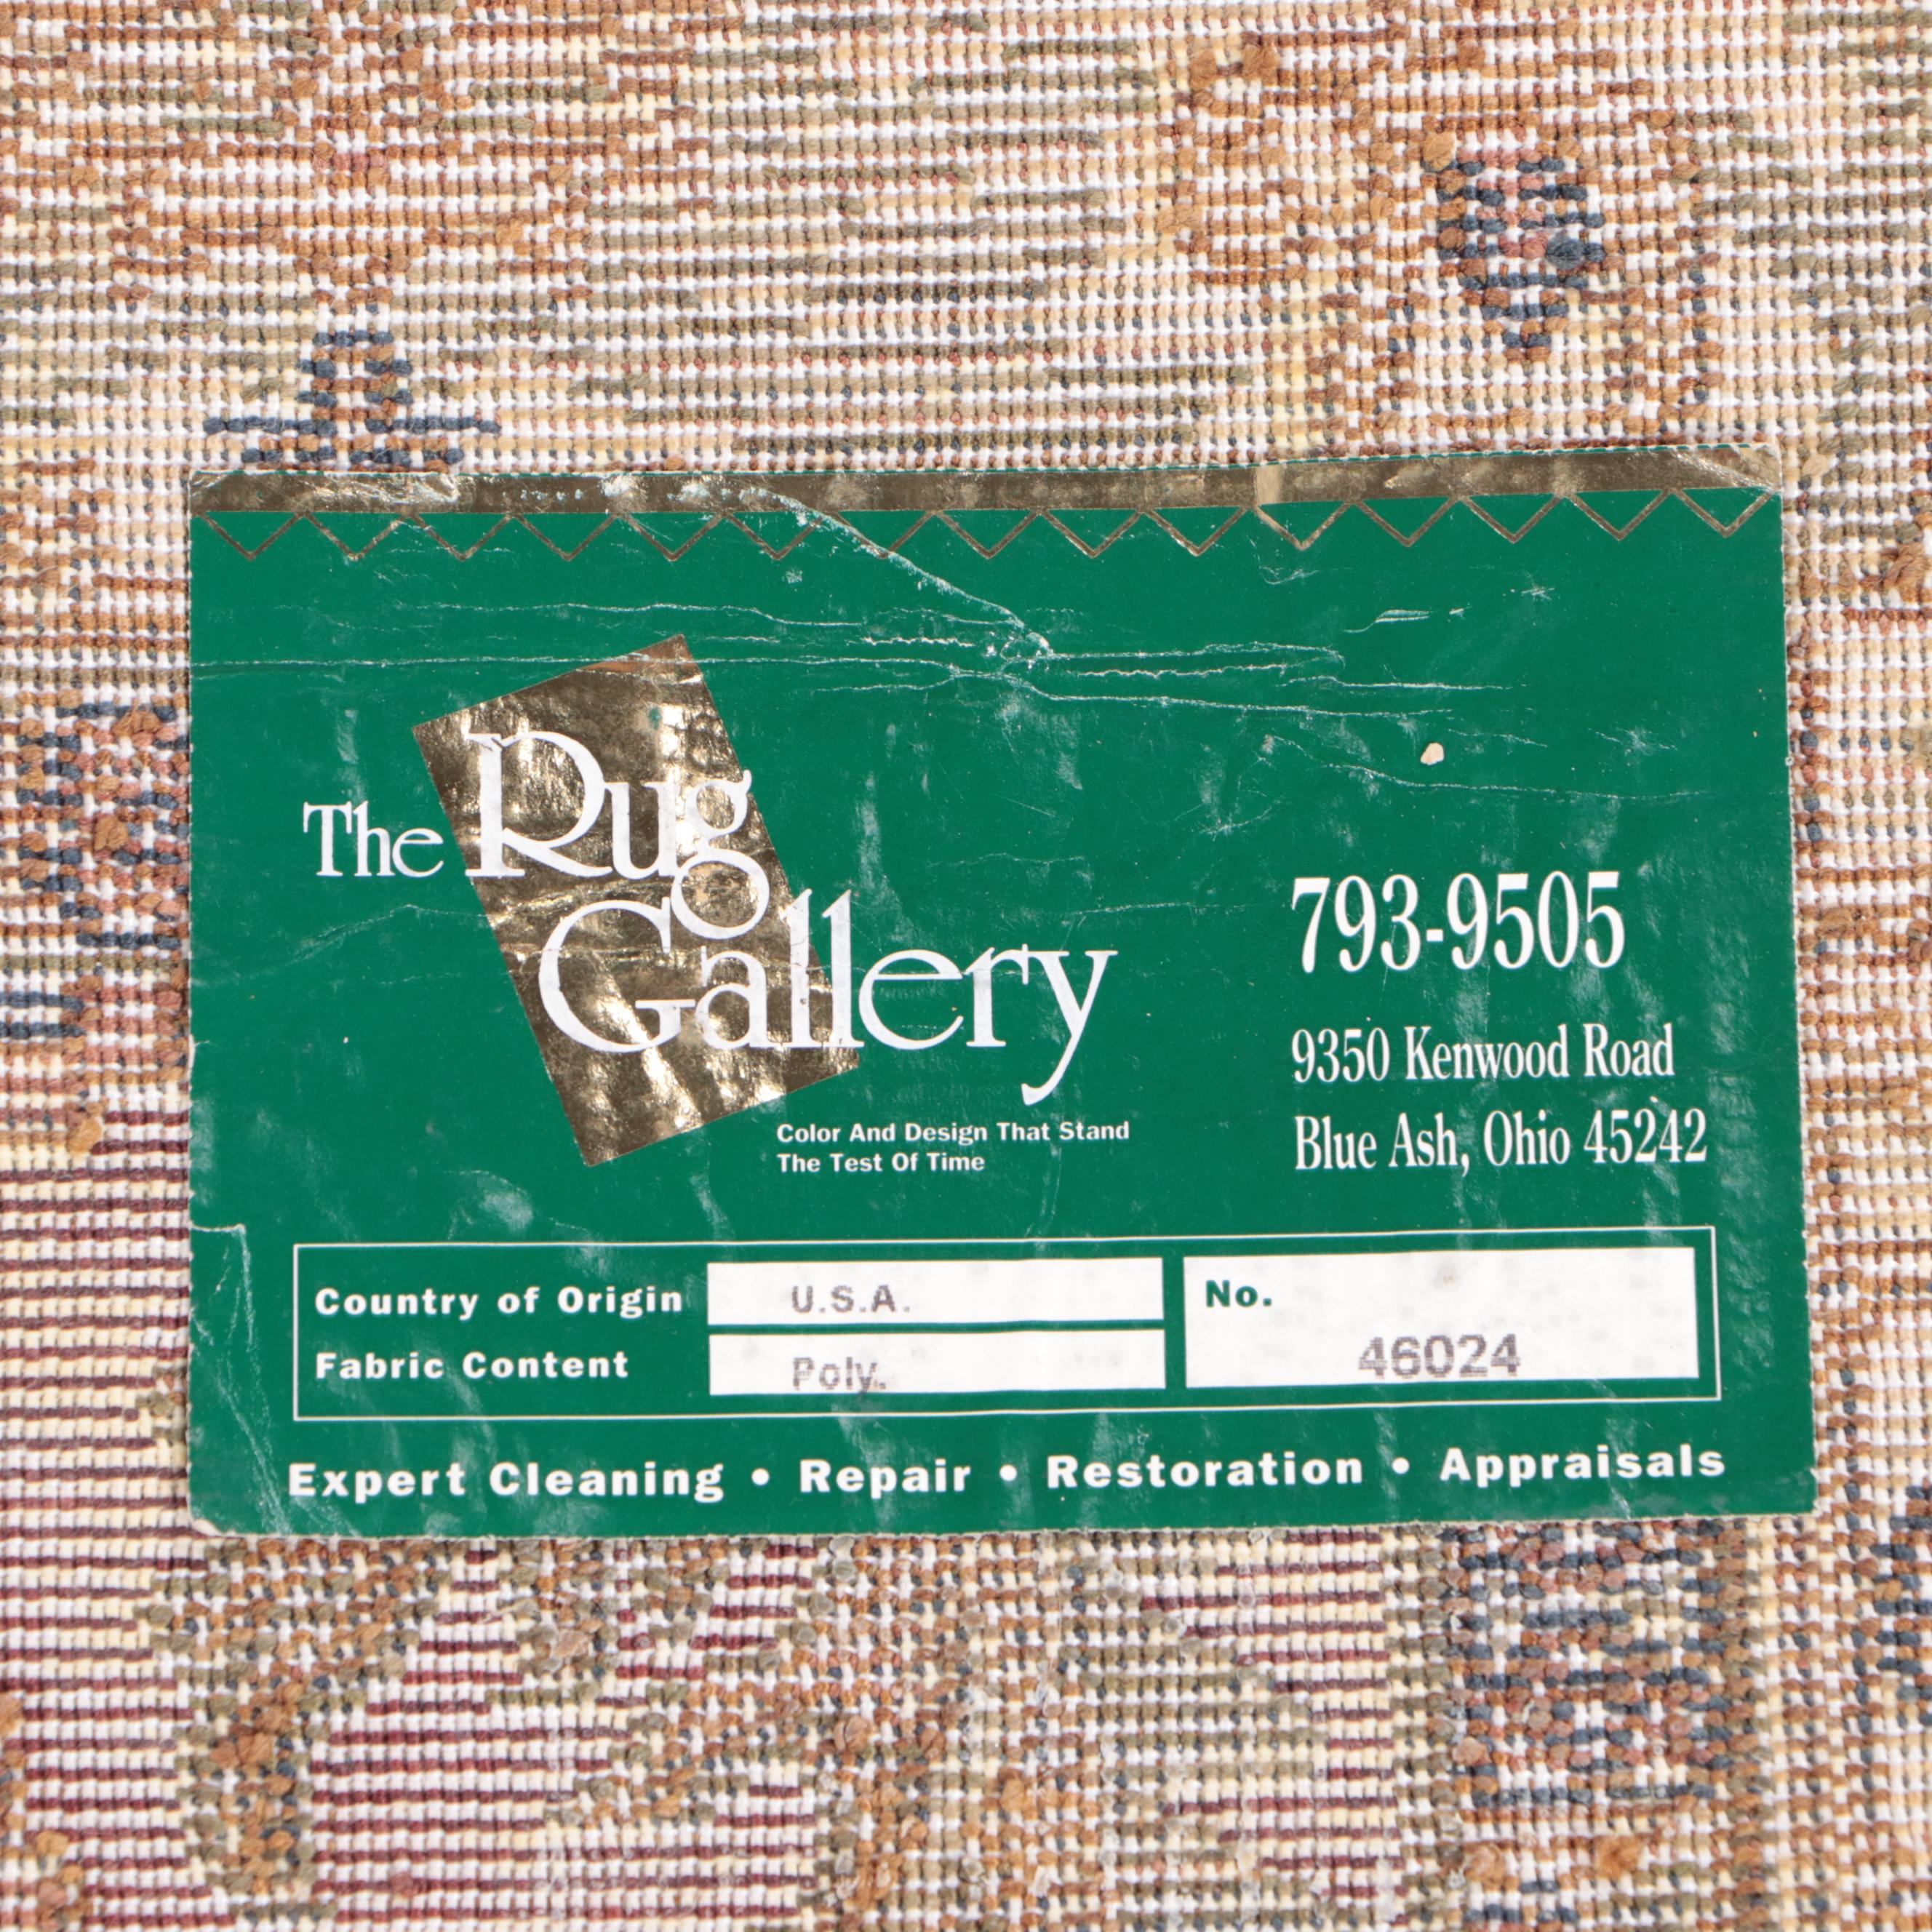 The Rug
Gallery
Color And Design That Stand
The Test Of Time
793-9505
9350 Kenwood Road
Blue Ash, Ohio 45242
Country of Origin U.S.A.
Fabric Content Poly.
No.
46024
Expert Cleaning • Repair • Restoration • Appraisals